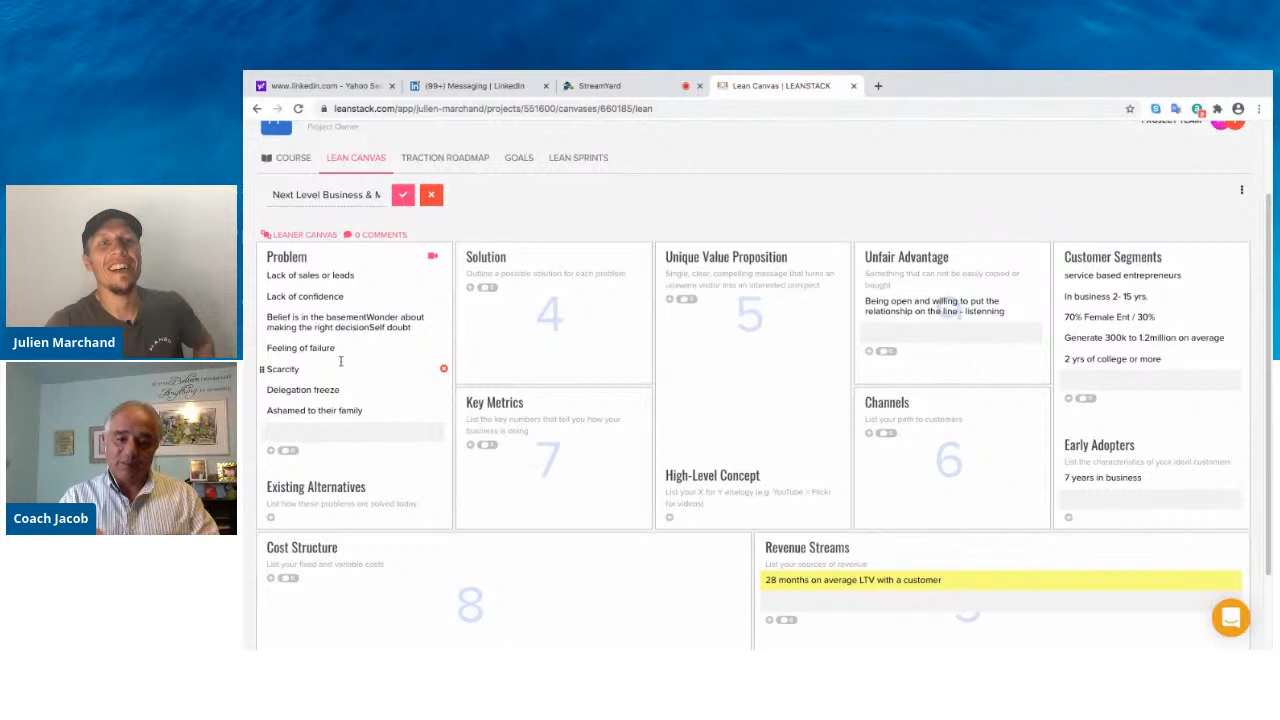 www.linkedin.com - Yahoo Se
(99+) Messaging | LinkedIn
StreamYard
Lean Canvas | LEANSTACK
leanstack.com/app/julien-marchand/projects/551600/canvases/660185/lean
Project Owner
PROJECT TEAM
COURSE
LEAN CANVAS
TRACTION ROADMAP
GOALS
LEAN SPRINTS
Next Level Business & M
LEANER CANVAS
0 COMMENTS
Problem
Lack of sales or leads
Lack of confidence
Belief is in the basementWonder about
making the right decisionSelf doubt
Feeling of failure
Scarcity
Delegation freeze
Ashamed to their family
Existing Alternatives
List how these problems are solved today
Solution
Outline a possible solution for each problem
4
Key Metrics
List the key numbers that tell you how your
business is doing
7
Unique Value Proposition
Single, clear, compelling message that turns an
unaware visitor into an interested prospect
5
High-Level Concept
List your X for Y analogy (e.g. YouTube = Flickr
for videos)
Unfair Advantage
Something that can not be easily copied or
bought
Being open and willing to put the
relationship on the line - listenning
Channels
List your path to customers
6
Customer Segments
service based entrepreneurs
In business 2- 15 yrs.
70% Female Ent / 30%
Generate 300k to 1.2million on average
2 yrs of college or more
Early Adopters
List the characteristics of your ideal customers
7 years in business
Cost Structure
List your fixed and variable costs
8
Revenue Streams
List your sources of revenue
28 months on average LTV with a customer
Julien Marchand
Coach Jacob